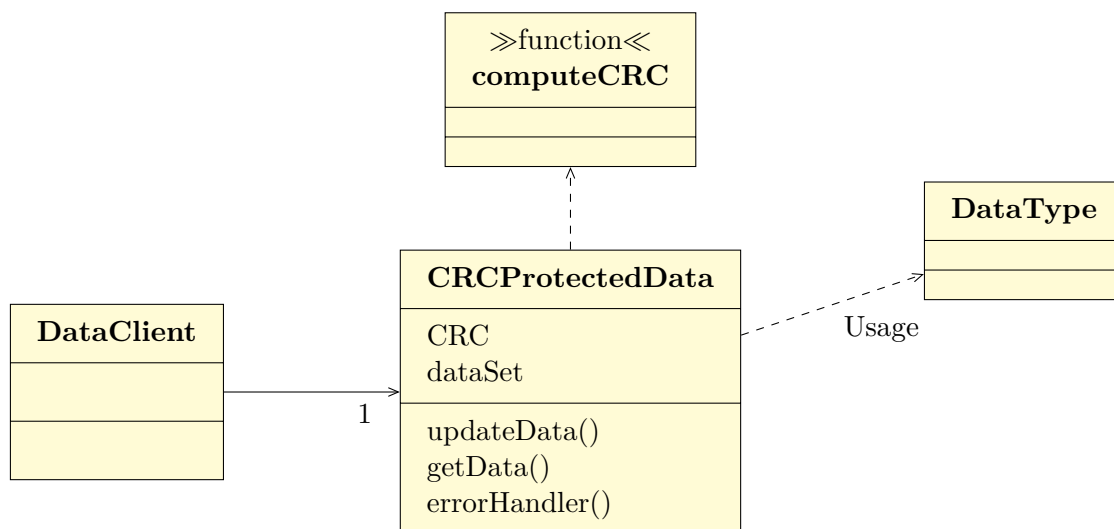 ≫function≪
computeCRC
DataType
CRCProtectedData
CRC
dataSet
updateData()
getData()
errorHandler()
DataClient
1
Usage